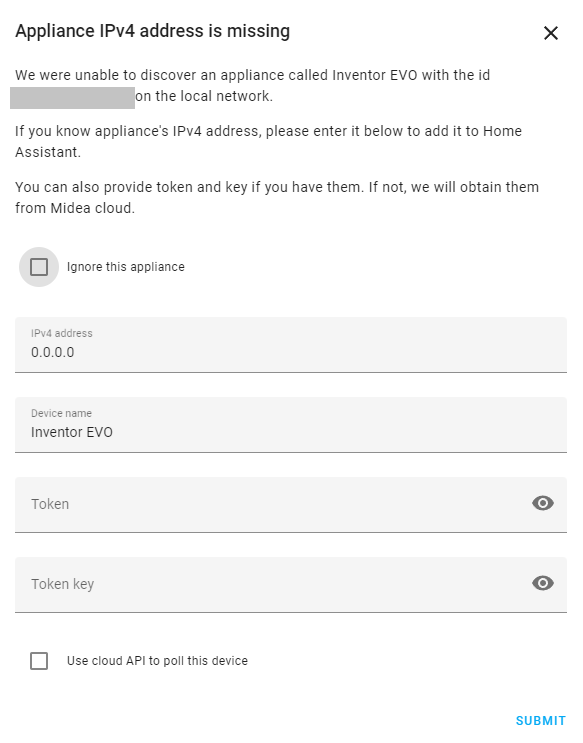 Appliance IPv4 address is missing
We were unable to discover an appliance called Inventor EVO with the id
on the local network.
If you know appliance's IPv4 address, please enter it below to add it to Home
Assistant.
You can also provide token and key if you have them. If not, we will obtain them
from Midea cloud.
Ignore this appliance
IPv4 address
0.0.0.0
Device name
Inventor EVO
Token
Token key
Use cloud API to poll this device
SUBMIT